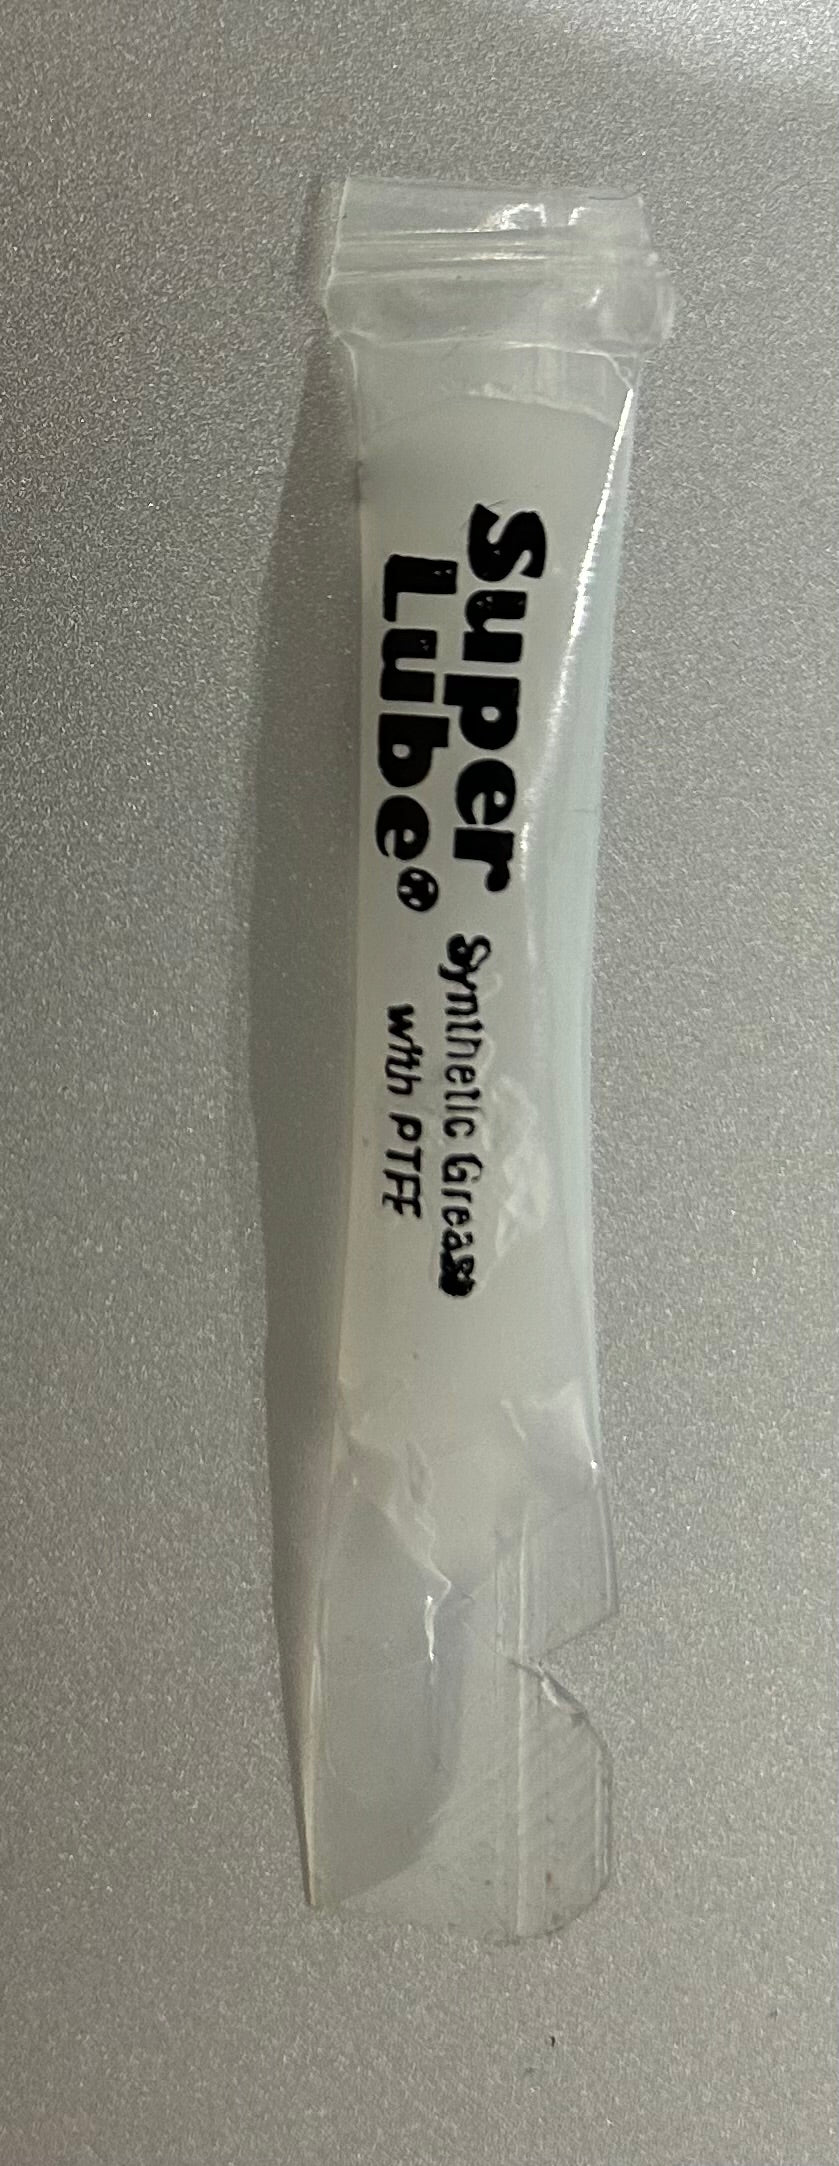 Super
Lube®
Synthetic Grease
with PTFE